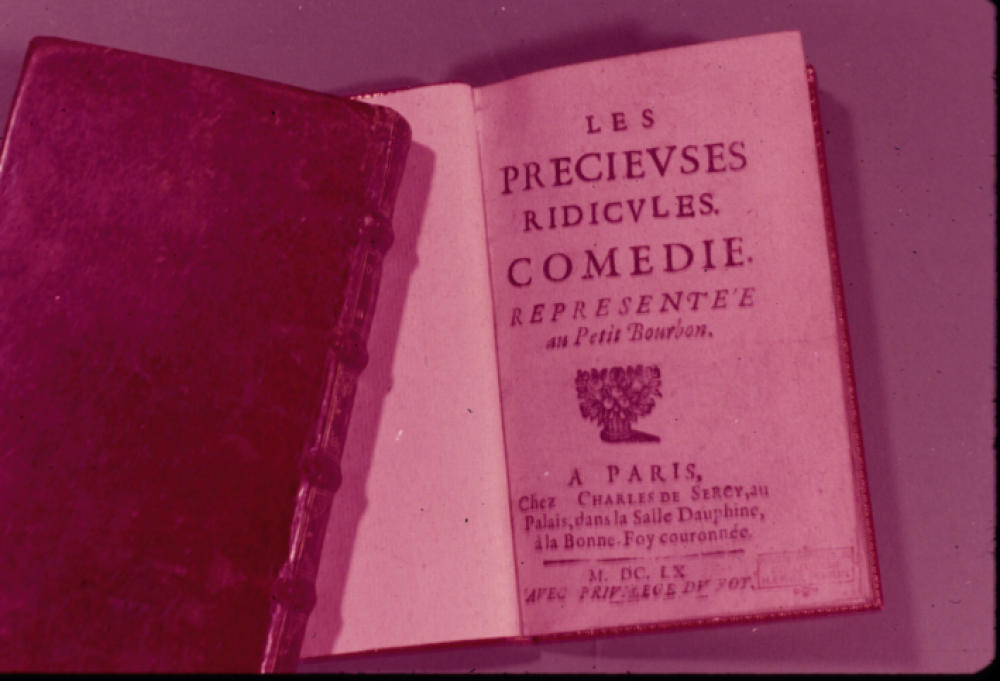 LES
PRECIEVSES
RIDICVLES.
COMEDIE.
REPRESENTE'E
au Petit Bourbon.
A PARIS,
Chez CHARLES DE SERCY, au
Palais, dans la Salle Dauphine,
à la Bonne-Foy couronnée.
M. DC. LX
AVEC PRIVILEGE DV ROY.